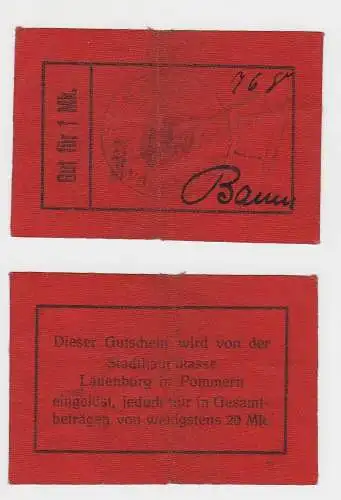 Gut für 1 Mk.
768
Baum
Dieser Gutschein wird von der
Stadthauptkasse
Lauenburg in Pommern
eingelöst, jedoch nur in Gesamt-
beträgen von wenigstens 20 Mk.